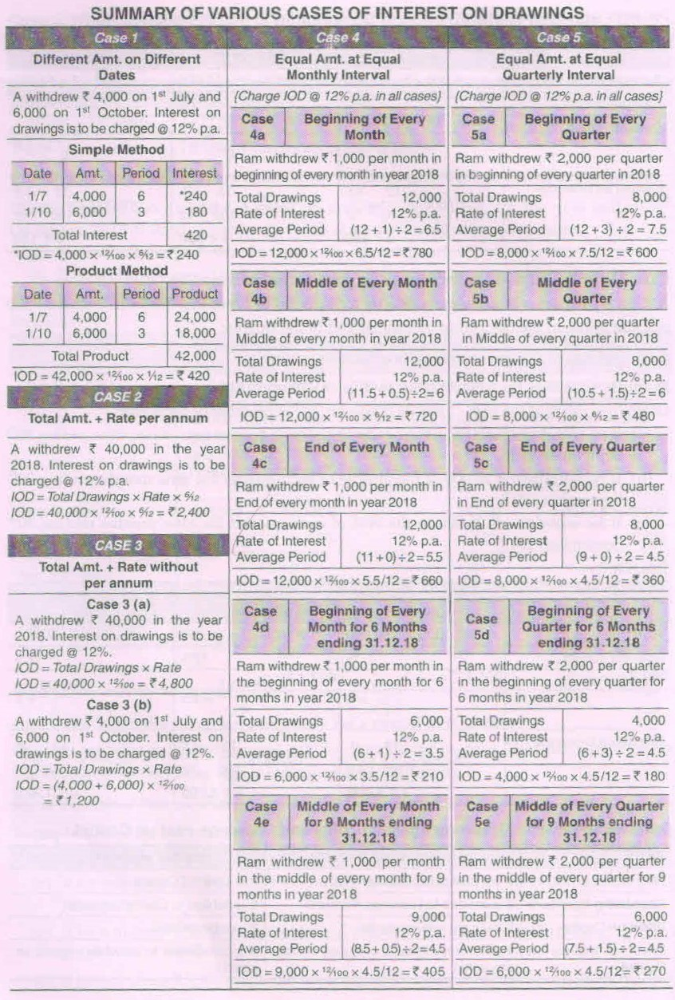 SUMMARY OF VARIOUS CASES OF INTEREST ON DRAWINGS
Case 1
Different Amt. on Different
Dates
A withdrew ₹ 4,000 on 1st July and
6,000 on 1st October. Interest on
drawings is to be charged @ 12% p.a.
Simple Method
Date Amt. Period Interest
1/7 4,000 6 *240
1/10 6,000 3 180
Total Interest 420
*IOD = 4,000 x 12/100 x 6/12 = ₹ 240
Product Method
Date Amt. Period Product
1/7 4,000 6 24,000
1/10 6,000 3 18,000
Total Product 42,000
IOD = 42,000 x 12/100 x 1/12 = ₹ 420
CASE 2
Total Amt. + Rate per annum
A withdrew ₹ 40,000 in the year
2018. Interest on drawings is to be
charged @ 12% p.a.
IOD = Total Drawings x Rate x 6/12
IOD = 40,000 x 12/100 x 6/12 = ₹ 2,400
CASE 3
Total Amt. + Rate without
per annum
Case 3 (a)
A withdrew ₹ 40,000 in the year
2018. Interest on drawings is to be
charged @ 12%.
IOD = Total Drawings x Rate
IOD = 40,000 x 12/100 = ₹ 4,800
Case 3 (b)
A withdrew ₹ 4,000 on 1st July and
6,000 on 1st October. Interest on
drawings is to be charged @ 12%.
IOD = Total Drawings x Rate
IOD = (4,000 + 6,000) x 12/100
= ₹ 1,200
Case 4
Equal Amt. at Equal
Monthly Interval
{Charge IOD @ 12% p.a. in all cases}
Case
4a
Beginning of Every
Month
Ram withdrew ₹ 1,000 per month in
beginning of every month in year 2018
Total Drawings 12,000
Rate of Interest 12% p.a.
Average Period (12 + 1) ÷ 2 = 6.5
IOD = 12,000 x 12/100 x 6.5/12 = ₹ 780
Case
4b
Middle of Every Month
Ram withdrew ₹ 1,000 per month in
Middle of every month in year 2018
Total Drawings 12,000
Rate of Interest 12% p.a.
Average Period (11.5 + 0.5) ÷ 2 = 6
IOD = 12,000 x 12/100 x 6/12 = ₹ 720
Case
4c
End of Every Month
Ram withdrew ₹ 1,000 per month in
End of every month in year 2018
Total Drawings 12,000
Rate of Interest 12% p.a.
Average Period (11 + 0) ÷ 2 = 5.5
IOD = 12,000 x 12/100 x 5.5/12 = ₹ 660
Case
4d
Beginning of Every
Month for 6 Months
ending 31.12.18
Ram withdrew ₹ 1,000 per month in
the beginning of every month for 6
months in year 2018
Total Drawings 6,000
Rate of Interest 12% p.a.
Average Period (6 + 1) ÷ 2 = 3.5
IOD = 6,000 x 12/100 x 3.5/12 = ₹ 210
Case
4e
Middle of Every Month
for 9 Months ending
31.12.18
Ram withdrew ₹ 1,000 per month
in the middle of every month for 9
months in year 2018
Total Drawings 9,000
Rate of Interest 12% p.a.
Average Period (8.5 + 0.5) ÷ 2 = 4.5
IOD = 9,000 x 12/100 x 4.5/12 = ₹ 405
Case 5
Equal Amt. at Equal
Quarterly Interval
{Charge IOD @ 12% p.a. in all cases}
Case
5a
Beginning of Every
Quarter
Ram withdrew ₹ 2,000 per quarter
in beginning of every quarter in 2018
Total Drawings 8,000
Rate of Interest 12% p.a.
Average Period (12 + 3) ÷ 2 = 7.5
IOD = 8,000 x 12/100 x 7.5/12 = ₹ 600
Case
5b
Middle of Every
Quarter
Ram withdrew ₹ 2,000 per quarter
in Middle of every quarter in 2018
Total Drawings 8,000
Rate of Interest 12% p.a.
Average Period (10.5 + 1.5) ÷ 2 = 6
IOD = 8,000 x 12/100 x 6/12 = ₹ 480
Case
5c
End of Every Quarter
Ram withdrew ₹ 2,000 per quarter
in End of every quarter in 2018
Total Drawings 8,000
Rate of Interest 12% p.a.
Average Period (9 + 0) ÷ 2 = 4.5
IOD = 8,000 x 12/100 x 4.5/12 = ₹ 360
Case
5d
Beginning of Every
Quarter for 6 Months
ending 31.12.18
Ram withdrew ₹ 2,000 per quarter
in the beginning of every quarter for
6 months in year 2018
Total Drawings 4,000
Rate of Interest 12% p.a.
Average Period (6 + 3) ÷ 2 = 4.5
IOD = 4,000 x 12/100 x 4.5/12 = ₹ 180
Case
5e
Middle of Every Quarter
for 9 Months ending
31.12.18
Ram withdrew ₹ 2,000 per quarter
in the middle of every quarter for 9
months in year 2018
Total Drawings 6,000
Rate of Interest 12% p.a.
Average Period (7.5 + 1.5) ÷ 2 = 4.5
IOD = 6,000 x 12/100 x 4.5/12 = ₹ 270